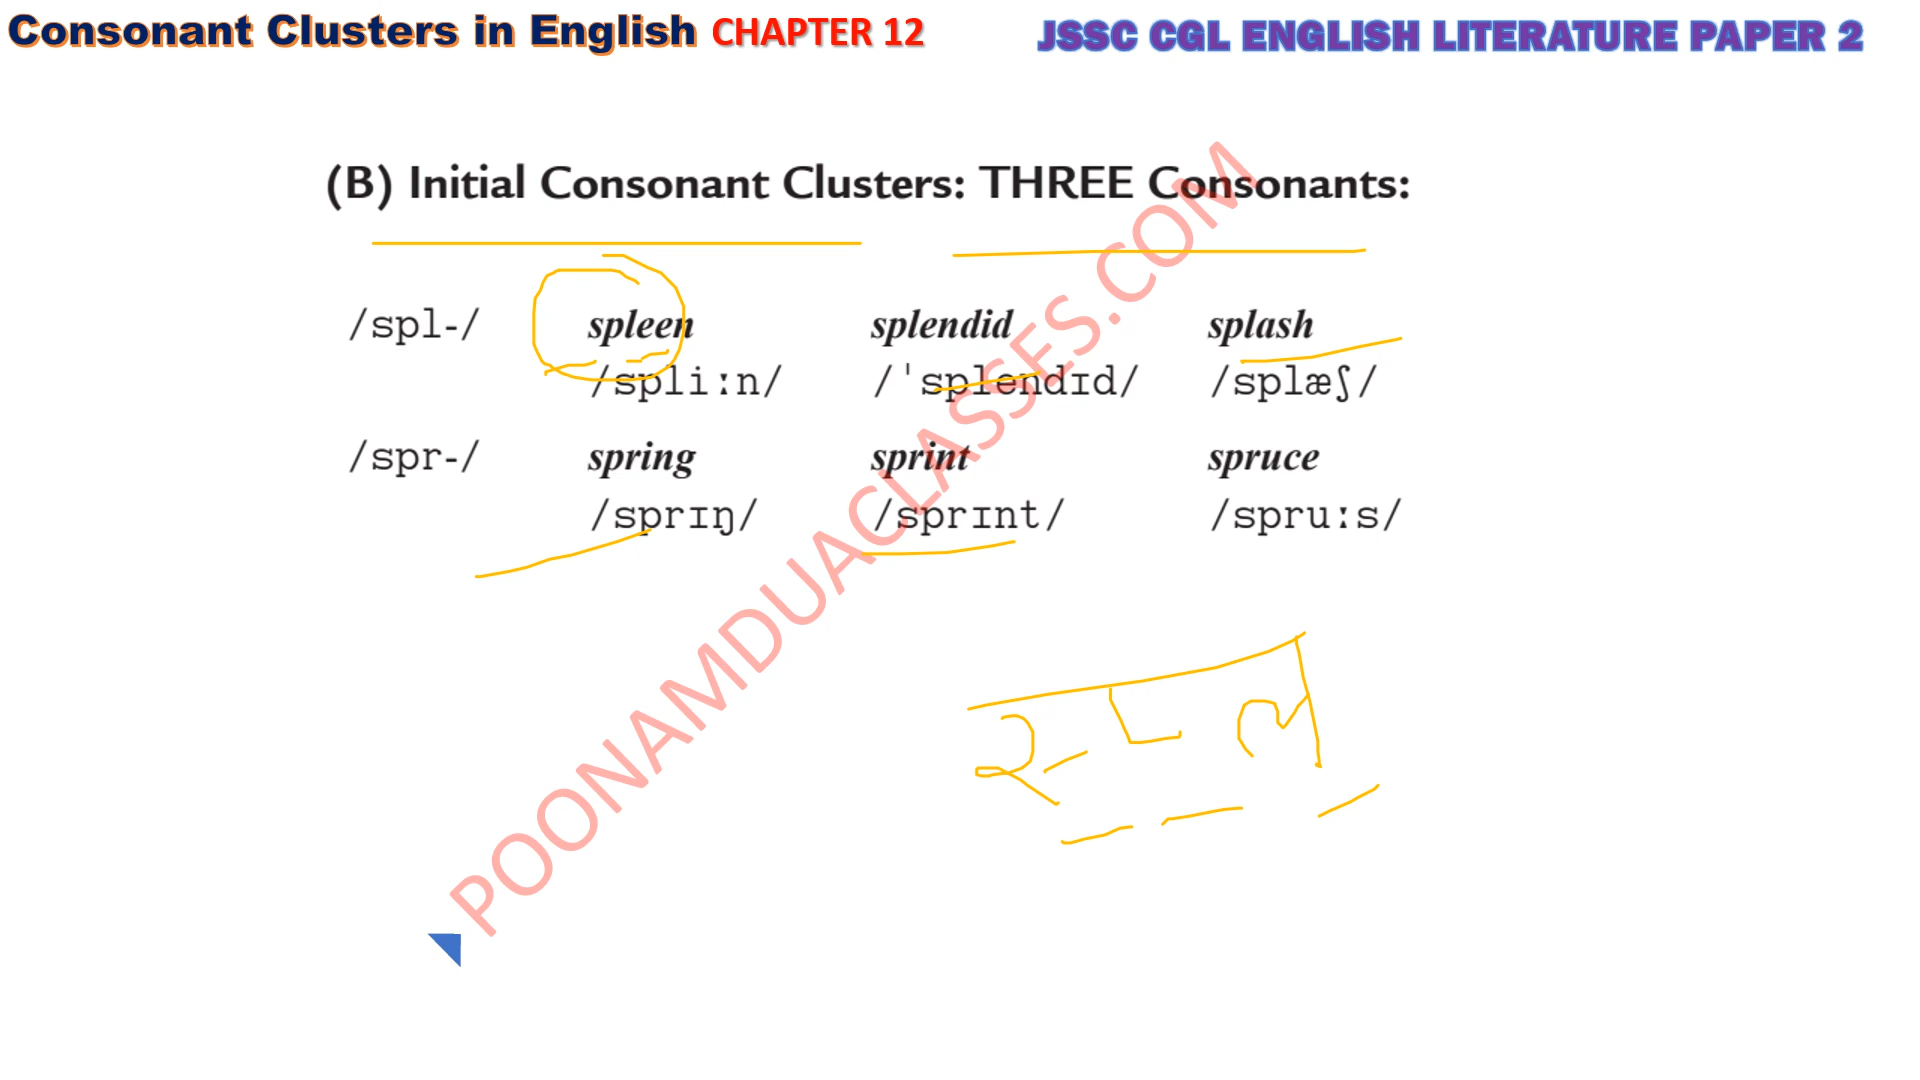 Consonant Clusters in English CHAPTER 12 JSSC CGL ENGLISH LITERATURE PAPER 2
(B) Initial Consonant Clusters: THREE Consonants:
/spl-/ spleen splendid splash
/spliːn/ /ˈsplendɪd/ /splæʃ/
/spr-/ spring sprint spruce
/sprɪŋ/ /sprɪnt/ /spruːs/
POONAMDUACLASSES.COM